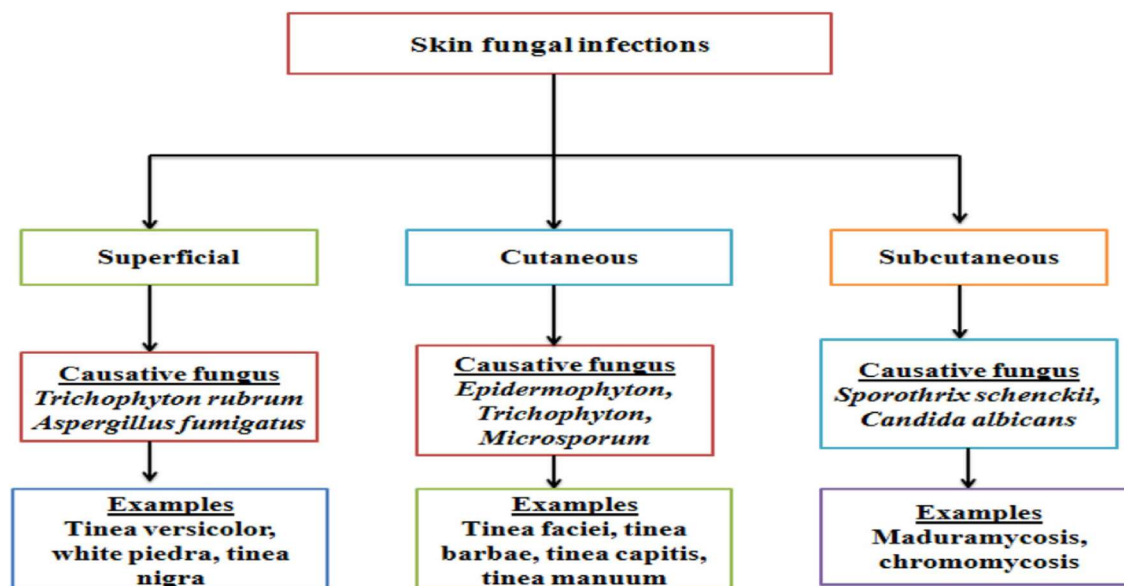 Skin fungal infections
Superficial
Cutaneous
Subcutaneous
Causative fungus
Trichophyton rubrum
Aspergillus fumigatus
Causative fungus
Epidermophyton,
Trichophyton,
Microsporum
Causative fungus
Sporothrix schenckii,
Candida albicans
Examples
Tinea versicolor,
white piedra, tinea
nigra
Examples
Tinea faciei, tinea
barbae, tinea capitis,
tinea manuum
Examples
Maduramycosis,
chromomycosis